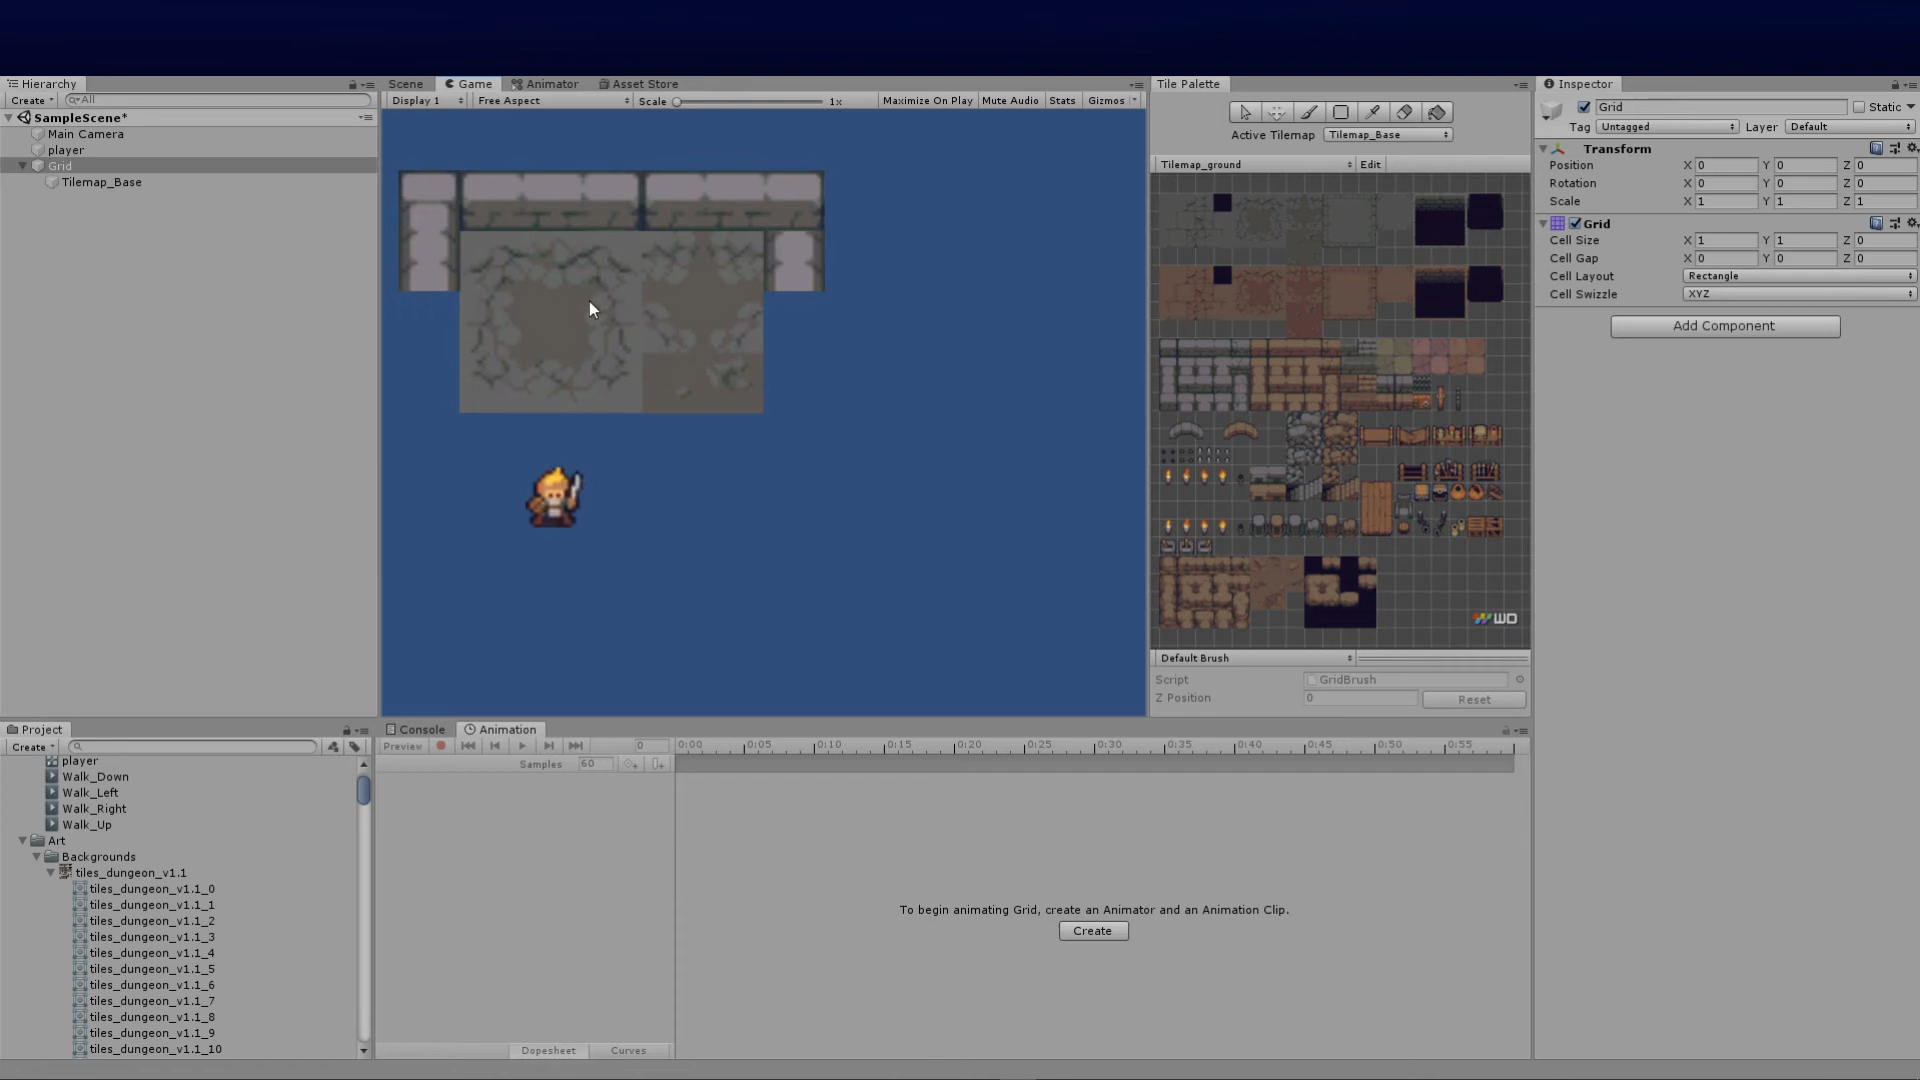 Hierarchy
Create
All
SampleScene*
Main Camera
player
Grid
Tilemap_Base
Scene
Game
Animator
Asset Store
Display 1
Free Aspect
Scale
1x
Maximize On Play
Mute Audio
Stats
Gizmos
Tile Palette
Active Tilemap
Tilemap_Base
Tilemap_ground
Edit
WD
Default Brush
Script
GridBrush
Z Position
0
Reset
Inspector
Grid
Static
Tag
Untagged
Layer
Default
Transform
Position X 0 Y 0 Z 0
Rotation X 0 Y 0 Z 0
Scale X 1 Y 1 Z 1
Grid
Cell Size X 1 Y 1 Z 0
Cell Gap X 0 Y 0 Z 0
Cell Layout Rectangle
Cell Swizzle XYZ
Add Component
Project
Create
player
Walk_Down
Walk_Left
Walk_Right
Walk_Up
Art
Backgrounds
tiles_dungeon_v1.1
tiles_dungeon_v1.1_0
tiles_dungeon_v1.1_1
tiles_dungeon_v1.1_2
tiles_dungeon_v1.1_3
tiles_dungeon_v1.1_4
tiles_dungeon_v1.1_5
tiles_dungeon_v1.1_6
tiles_dungeon_v1.1_7
tiles_dungeon_v1.1_8
tiles_dungeon_v1.1_9
tiles_dungeon_v1.1_10
Console
Animation
Preview
0
0:00 0:05 0:10 0:15 0:20 0:25 0:30 0:35 0:40 0:45 0:50 0:55
Samples 60
To begin animating Grid, create an Animator and an Animation Clip.
Create
Dopesheet
Curves